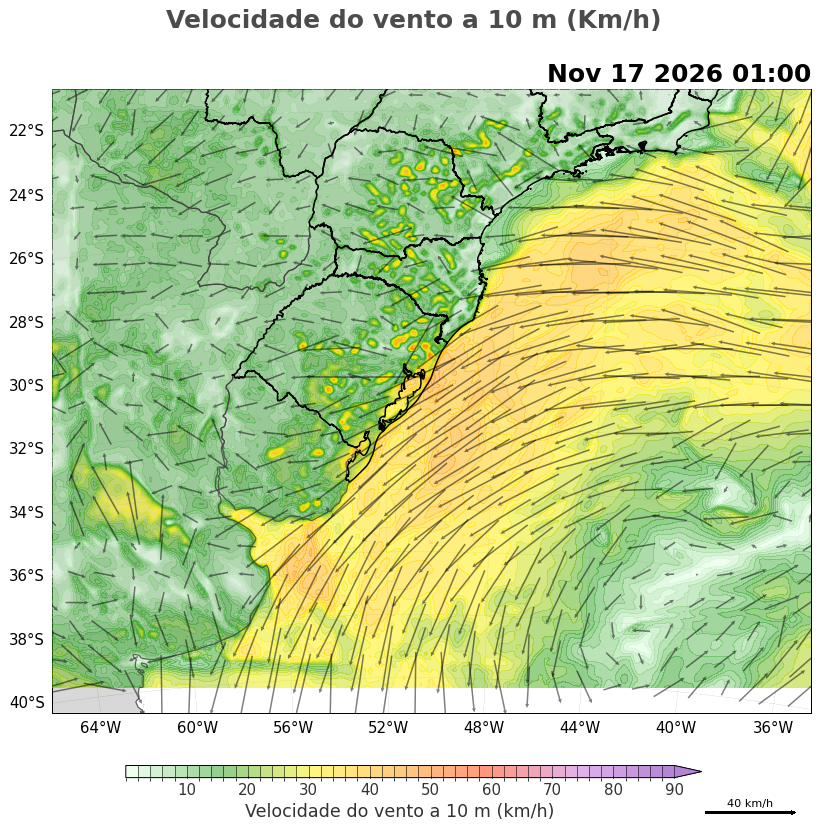 Velocidade do vento a 10 m (Km/h)
Nov 17 2026 01:00
22°S
24°S
26°S
28°S
30°S
32°S
34°S
36°S
38°S
40°S
64°W 60°W 56°W 52°W 48°W 44°W 40°W 36°W
10 20 30 40 50 60 70 80 90
Velocidade do vento a 10 m (km/h)
40 km/h